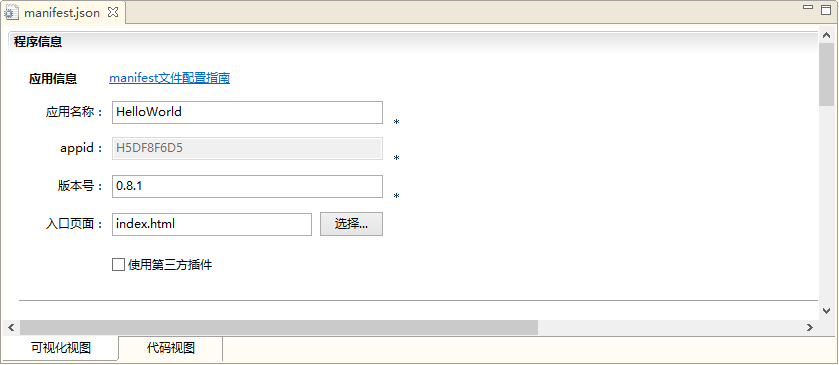 manifest.json
程序信息
应用信息 manifest文件配置指南
应用名称： HelloWorld *
appid： H5DF8F6D5 *
版本号： 0.8.1 *
入口页面： index.html 选择...
使用第三方插件
可视化视图 代码视图